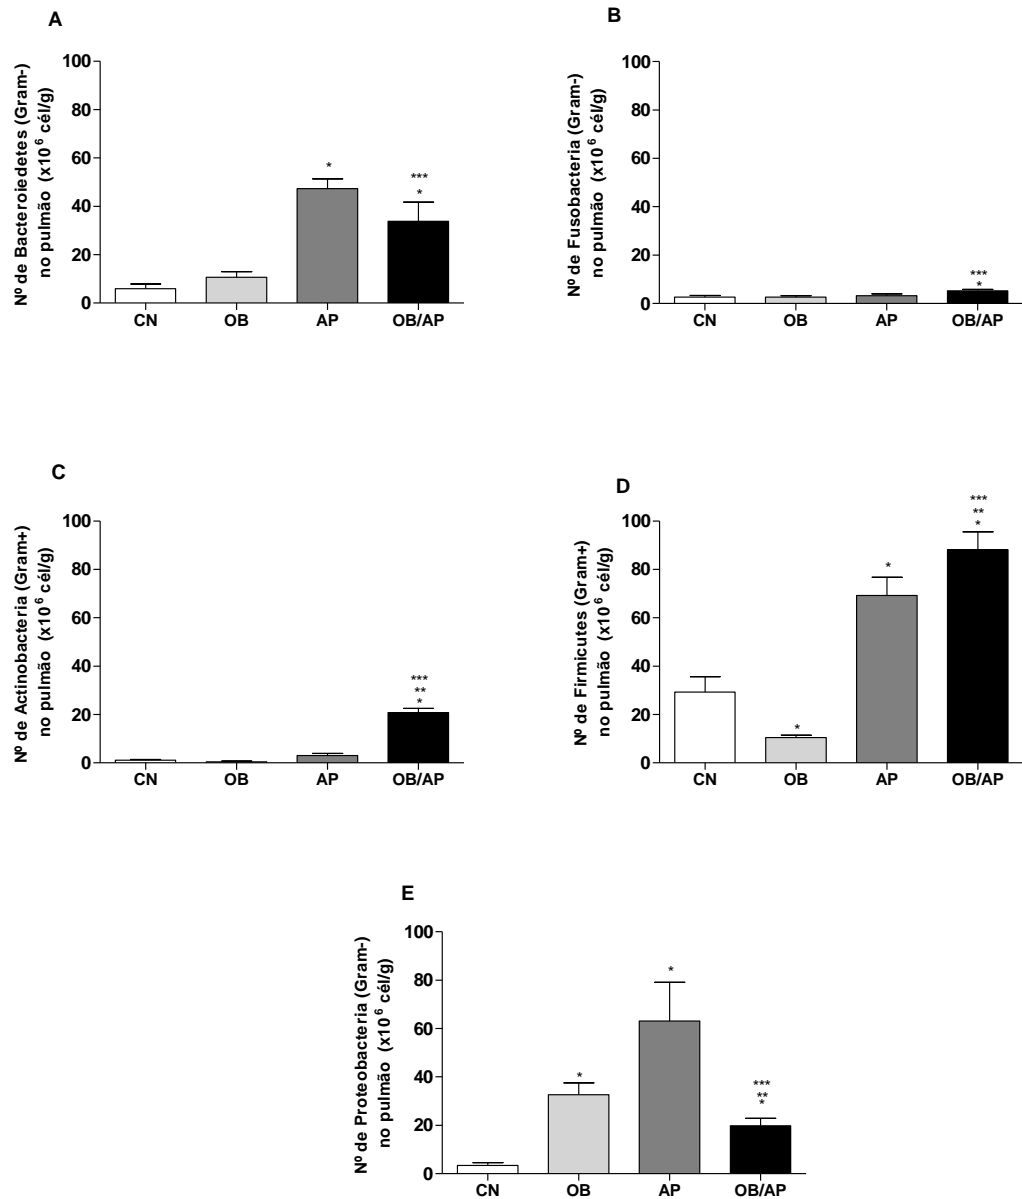 A
Nº de Bacteroiedetes (Gram-)
no pulmão (x10⁶ cél/g)
100
80
60
40
20
0
*
***
*
CN OB AP OB/AP
B
Nº de Fusobacteria (Gram-)
no pulmão (x10⁶ cél/g)
100
80
60
40
20
0
***
*
CN OB AP OB/AP
C
Nº de Actinobacteria (Gram+)
no pulmão (x10⁶ cél/g)
100
80
60
40
20
0
***
**
*
CN OB AP OB/AP
D
Nº de Firmicutes (Gram+)
no pulmão (x10⁶ cél/g)
100
80
60
40
20
0
*
*
***
**
*
CN OB AP OB/AP
E
Nº de Proteobacteria (Gram-)
no pulmão (x10⁶ cél/g)
100
80
60
40
20
0
*
*
***
**
*
CN OB AP OB/AP